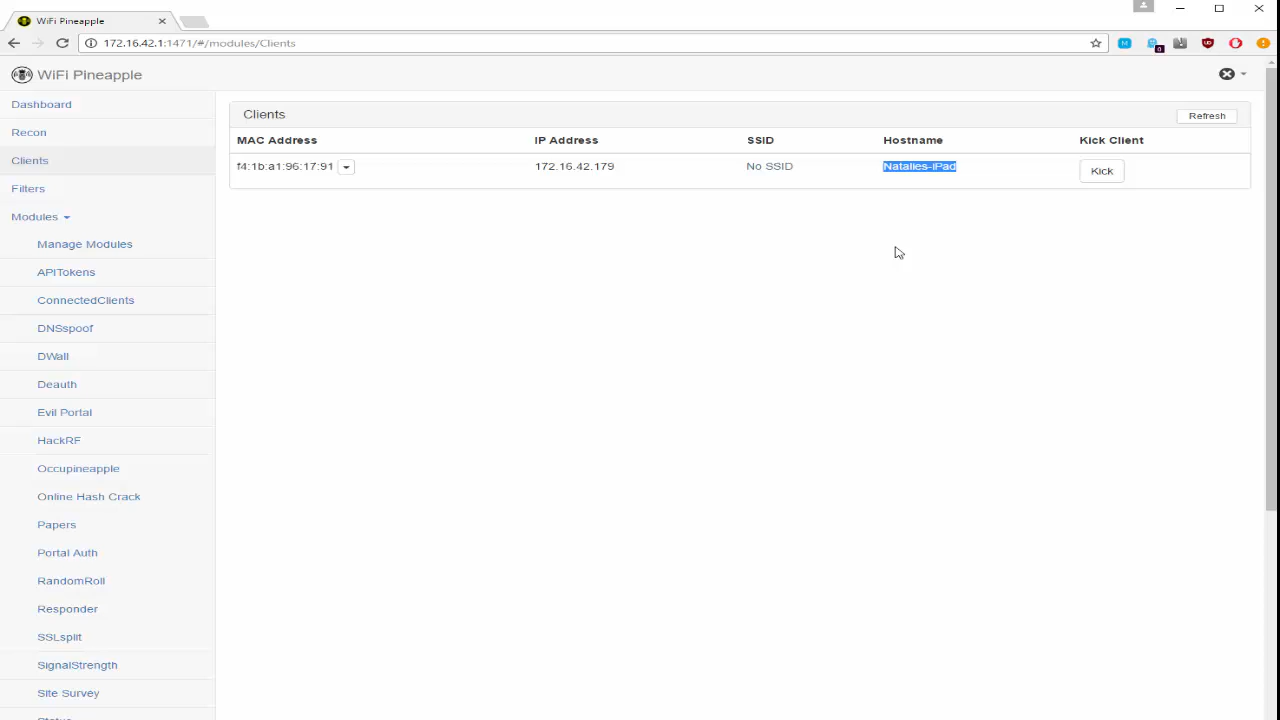 WiFi Pineapple
172.16.42.1:1471/#/modules/Clients
WiFi Pineapple
Dashboard
Recon
Clients
Filters
Modules
Manage Modules
APITokens
ConnectedClients
DNSspoof
DWall
Deauth
Evil Portal
HackRF
Occupineapple
Online Hash Crack
Papers
Portal Auth
RandomRoll
Responder
SSLsplit
SignalStrength
Site Survey
Clients
Refresh
MAC Address IP Address SSID Hostname Kick Client
f4:1b:a1:96:17:91 172.16.42.179 No SSID Natalies-iPad Kick